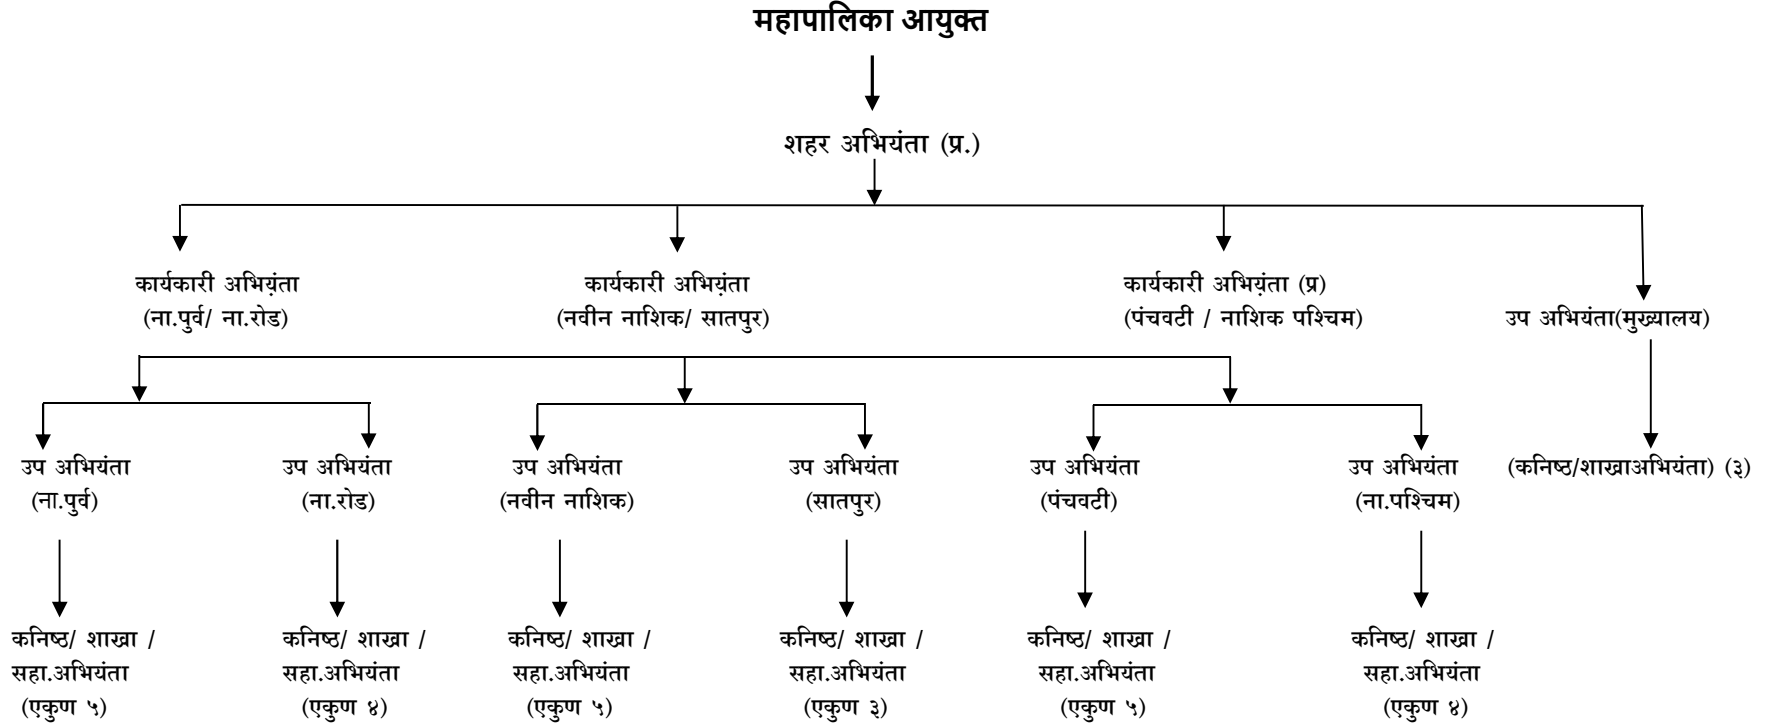 महापालिका आयुक्त
शहर अभियंता (प्र.)
कार्यकारी अभियंता
(ना.पुर्व/ ना.रोड)
कार्यकारी अभियंता
(नवीन नाशिक/ सातपुर)
कार्यकारी अभियंता (प्र)
(पंचवटी / नाशिक पश्चिम)
उप अभियंता(मुख्यालय)
उप अभियंता
(ना.पुर्व)
उप अभियंता
(ना.रोड)
उप अभियंता
(नवीन नाशिक)
उप अभियंता
(सातपुर)
उप अभियंता
(पंचवटी)
उप अभियंता
(ना.पश्चिम)
(कनिष्ठ/शाखाअभियंता) (३)
कनिष्ठ/ शाखा /
सहा.अभियंता
(एकुण ५)
कनिष्ठ/ शाखा /
सहा.अभियंता
(एकुण ४)
कनिष्ठ/ शाखा /
सहा.अभियंता
(एकुण ५)
कनिष्ठ/ शाखा /
सहा.अभियंता
(एकुण ३)
कनिष्ठ/ शाखा /
सहा.अभियंता
(एकुण ५)
कनिष्ठ/ शाखा /
सहा.अभियंता
(एकुण ४)